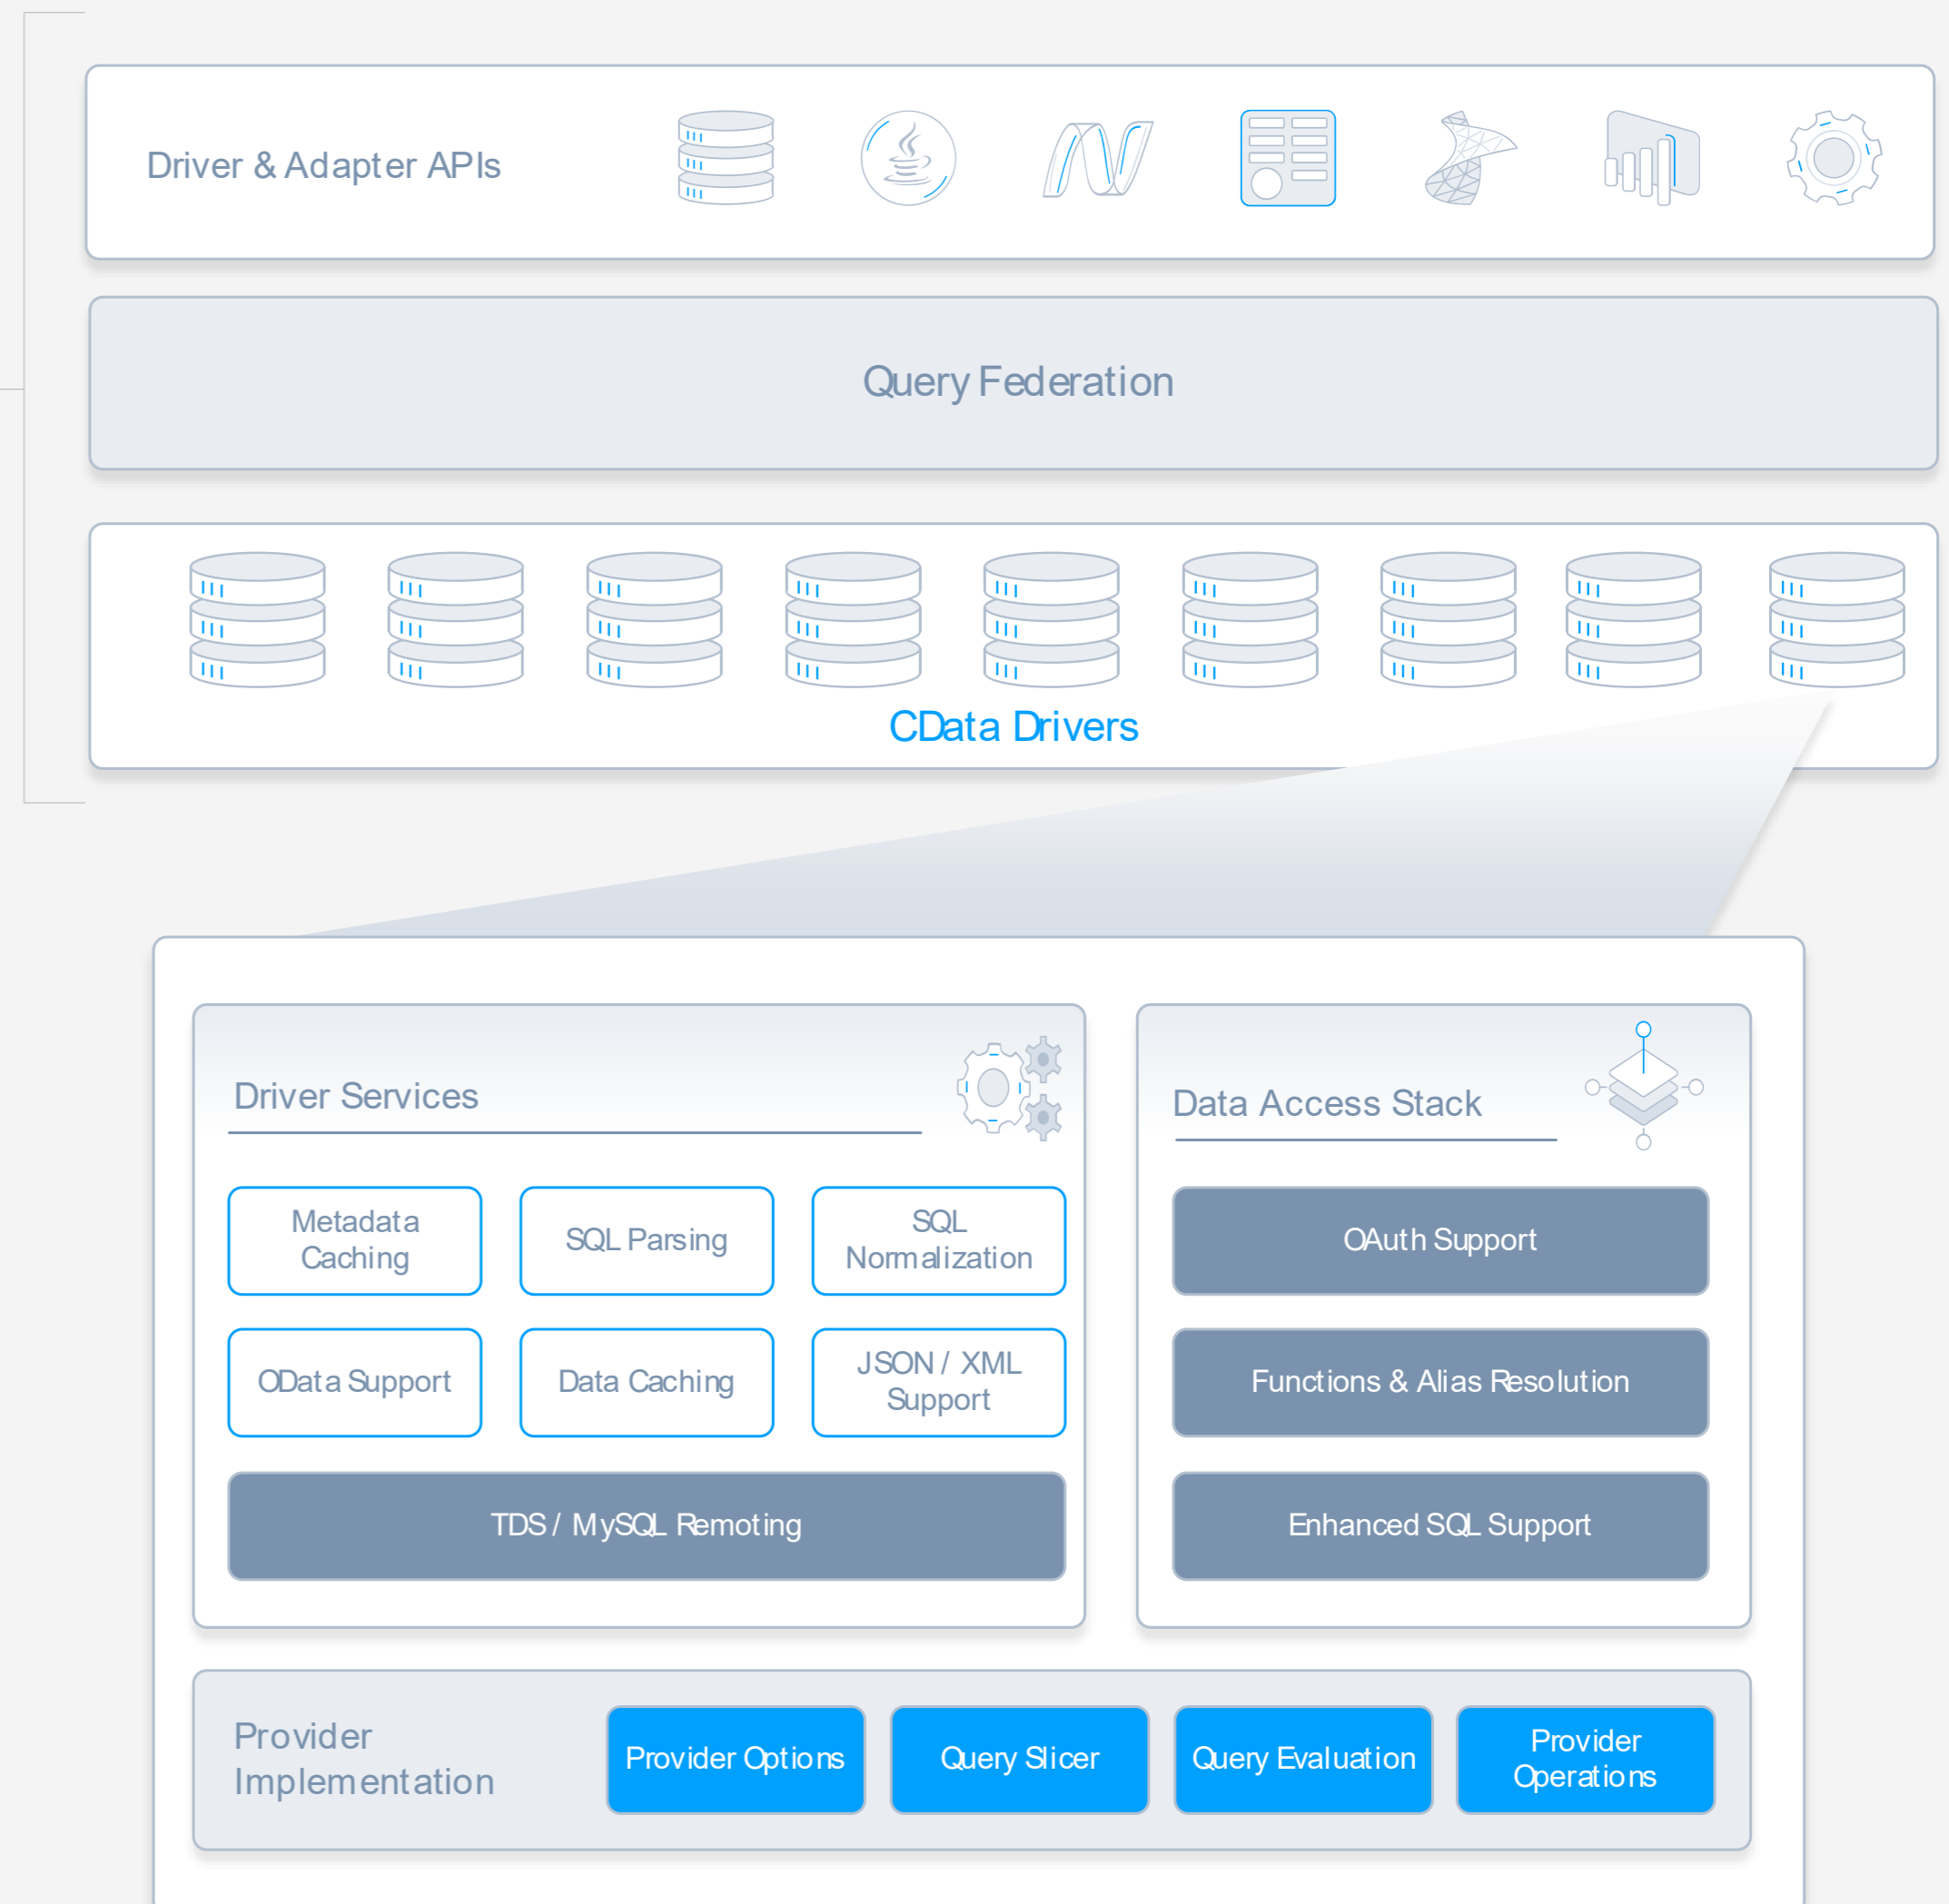 Driver & Adapter APIs
Query Federation
CData Drivers
Driver Services
Data Access Stack
Metadata
Caching
SQL Parsing
SQL
Normalization
OAuth Support
OData Support
Data Caching
JSON / XML
Support
Functions & Alias Resolution
TDS / MySQL Remoting
Enhanced SQL Support
Provider
Implementation
Provider Options
Query Slicer
Query Evaluation
Provider
Operations